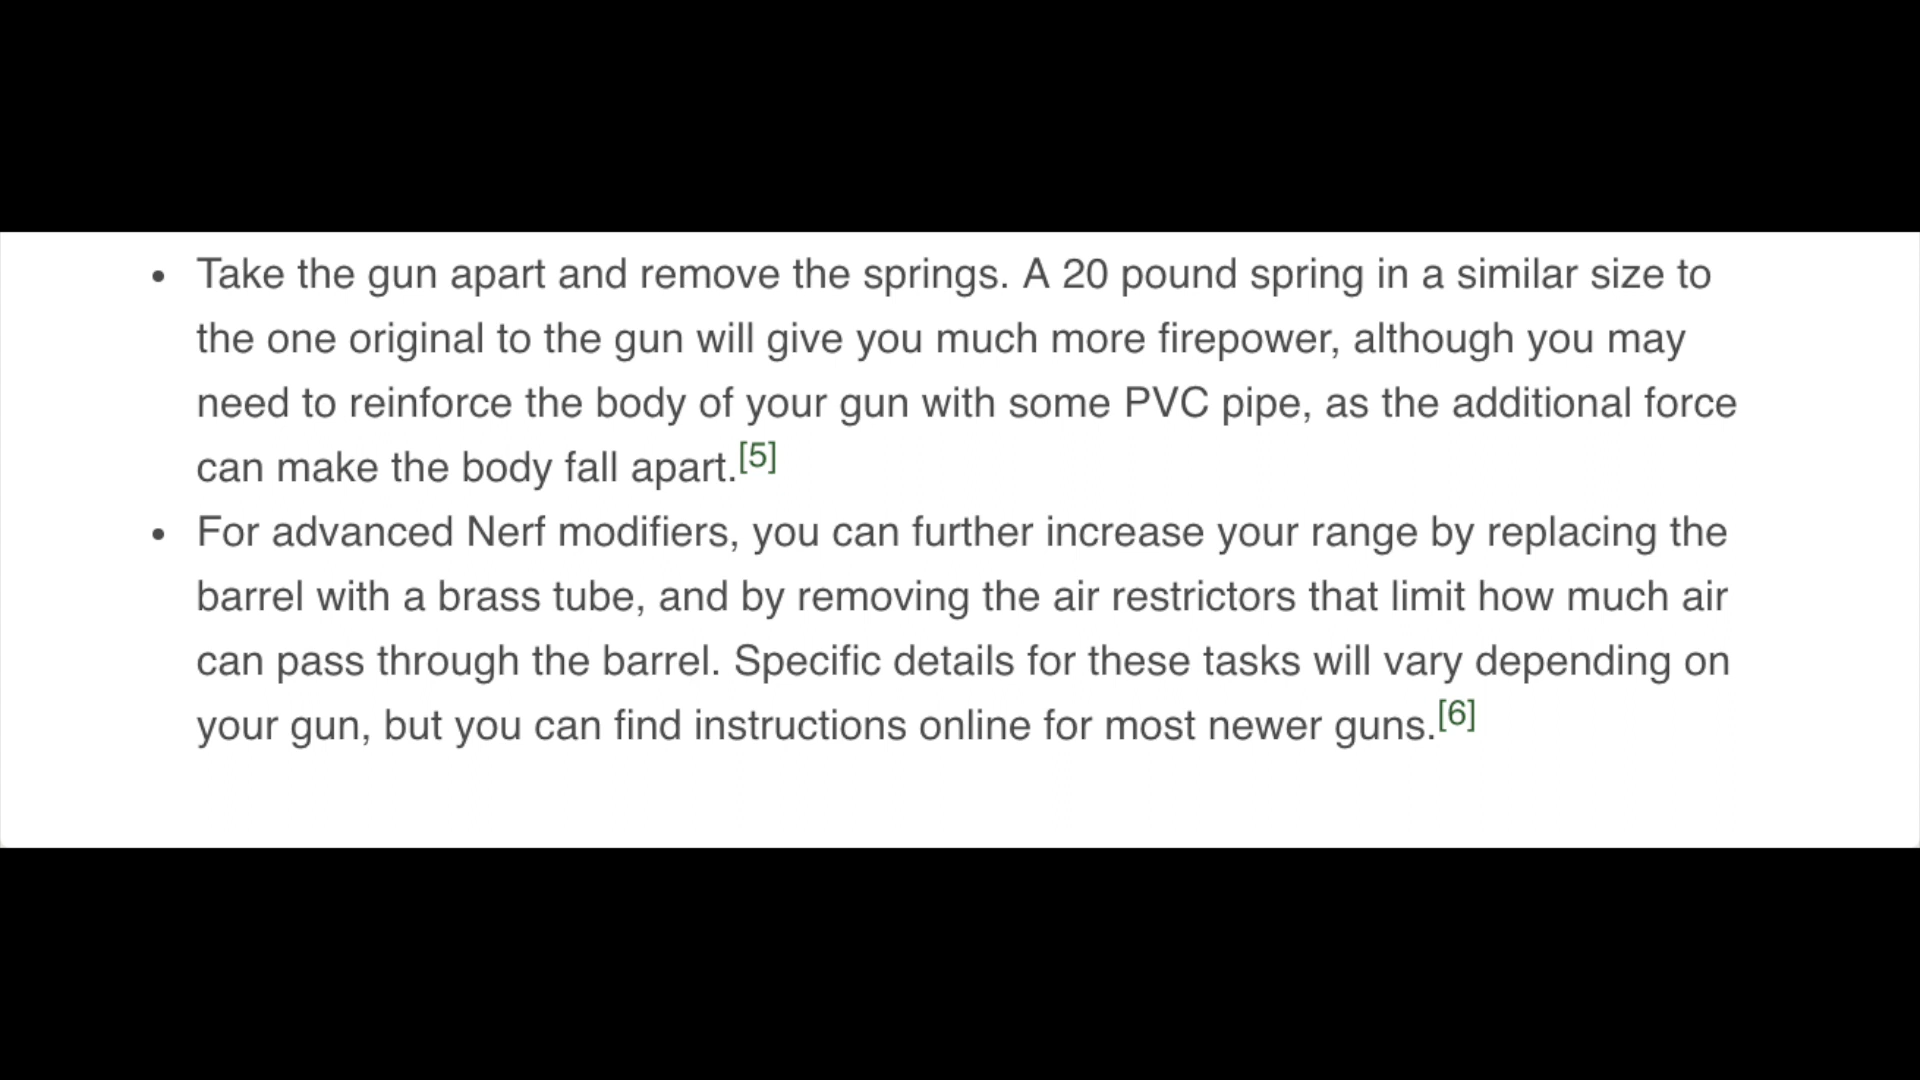 • Take the gun apart and remove the springs. A 20 pound spring in a similar size to
the one original to the gun will give you much more firepower, although you may
need to reinforce the body of your gun with some PVC pipe, as the additional force
can make the body fall apart.[5]
• For advanced Nerf modifiers, you can further increase your range by replacing the
barrel with a brass tube, and by removing the air restrictors that limit how much air
can pass through the barrel. Specific details for these tasks will vary depending on
your gun, but you can find instructions online for most newer guns.[6]